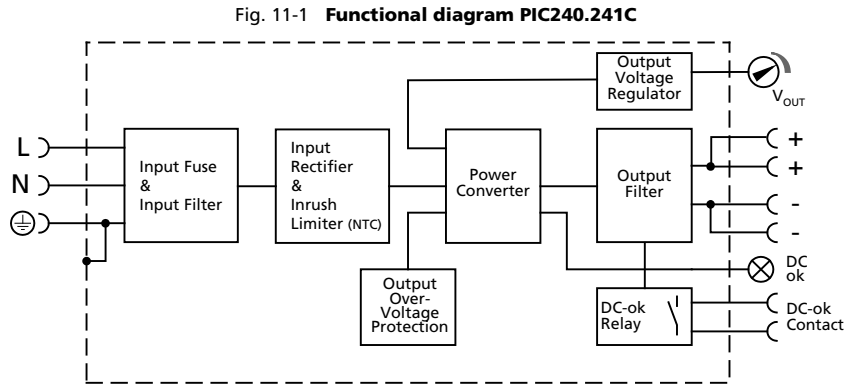 Fig. 11-1 Functional diagram PIC240.241C
Output
Voltage
Regulator
VOUT
L
N
Input Fuse
&
Input Filter
Input
Rectifier
&
Inrush
Limiter (NTC)
Power
Converter
Output
Filter
+
+
-
-
Output
Over-
Voltage
Protection
DC
ok
DC-ok
Relay
DC-ok
Contact